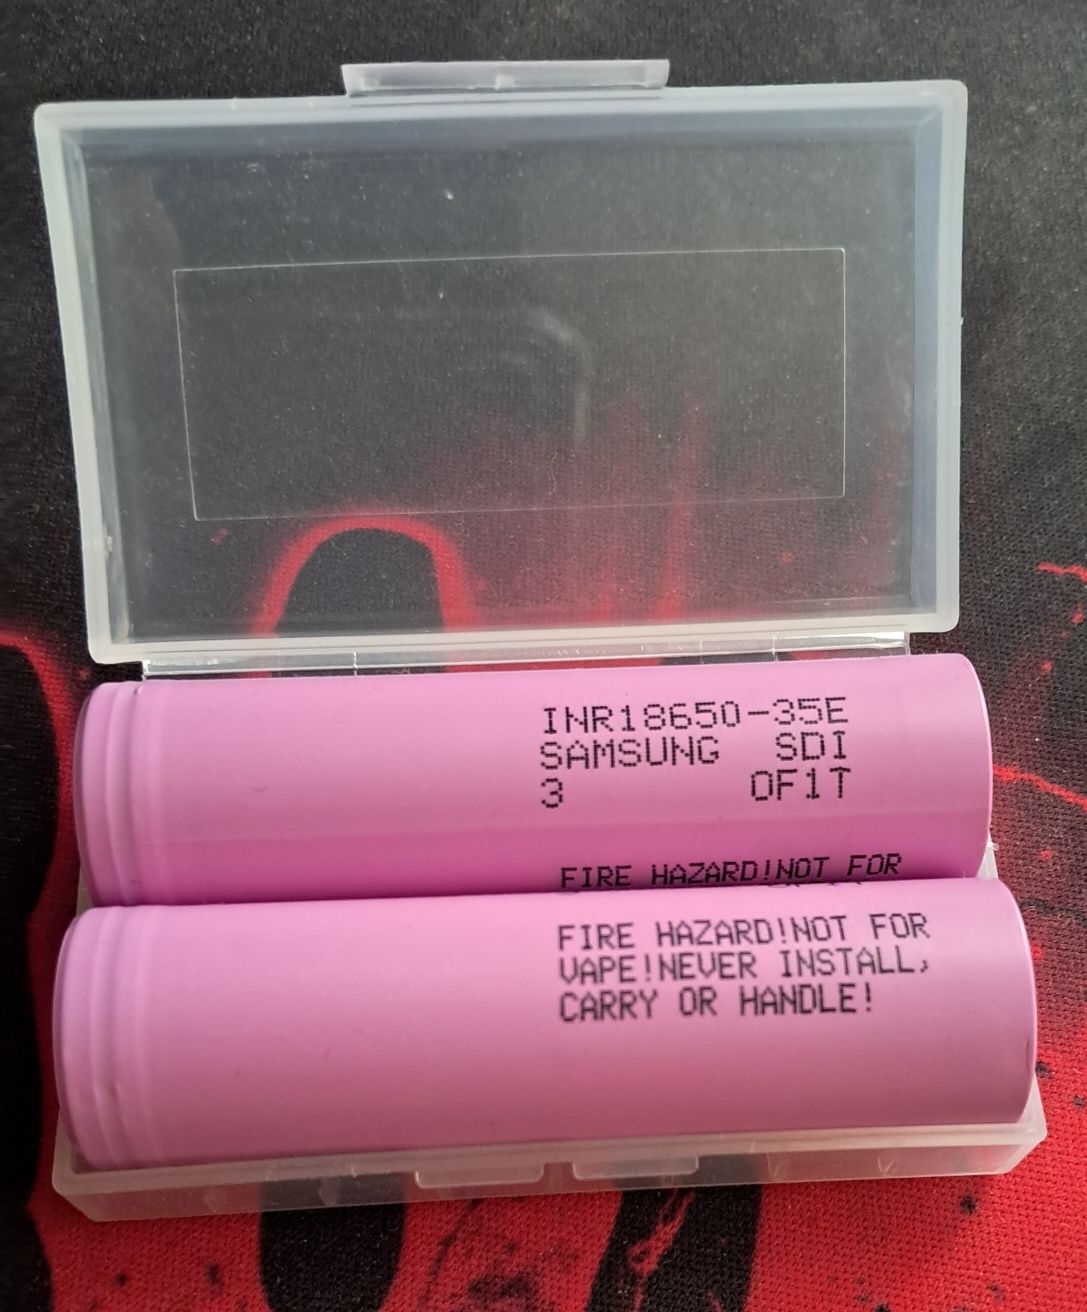 INR18650-35E
SAMSUNG SDI
3 OF1T
FIRE HAZARD!NOT FOR
FIRE HAZARD!NOT FOR
VAPE!NEVER INSTALL,
CARRY OR HANDLE!